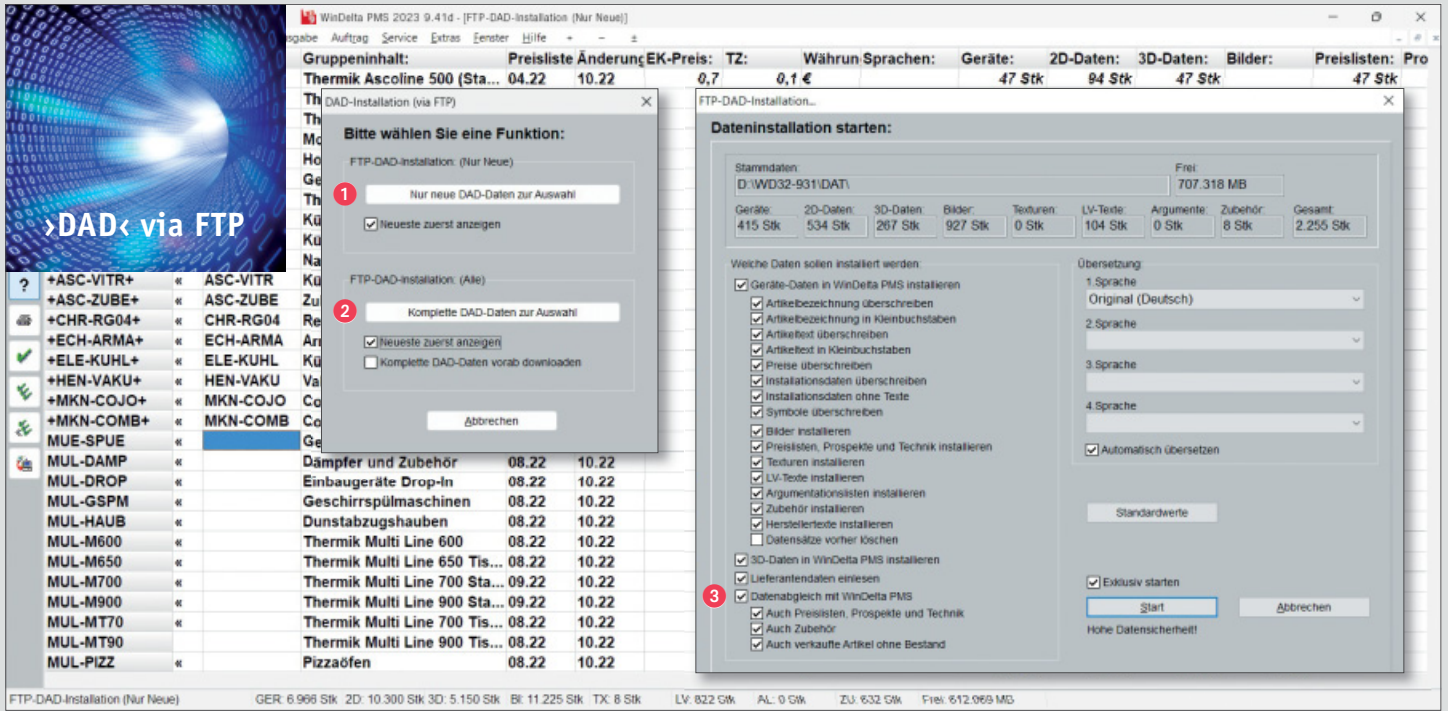 WinDelta PMS 2023 9.41d - [FTP-DAD-Installation (Nur Neue)]
Auftrag Service Extras Fenster Hilfe + - ±
Gruppeninhalt: Preisliste Änderung EK-Preis: TZ: Währun Sprachen: Geräte: 2D-Daten: 3D-Daten: Bilder: Preislisten: Pro
Thermik Ascoline 500 (Sta... 04.22 10.22 0,7 0,1 € 47 Stk 94 Stk 47 Stk 47 Stk
›DAD‹ via FTP
DAD-Installation (via FTP)
Bitte wählen Sie eine Funktion:
FTP-DAD-Installation: (Nur Neue)
1 Nur neue DAD-Daten zur Auswahl
Neueste zuerst anzeigen
FTP-DAD-Installation: (Alle)
2 Komplette DAD-Daten zur Auswahl
Neueste zuerst anzeigen
Komplette DAD-Daten vorab downloaden
Abbrechen
FTP-DAD-Installation...
Dateninstallation starten:
Stammdaten: Frei:
D:\WD32-931\DAT\ 707.318 MB
Geräte: 2D-Daten: 3D-Daten: Bilder: Texturen: LV-Texte: Argumente: Zubehör: Gesamt:
415 Stk 534 Stk 267 Stk 927 Stk 0 Stk 104 Stk 0 Stk 8 Stk 2.255 Stk
Welche Daten sollen installiert werden:
Geräte-Daten in WinDelta PMS installieren
Artikelbezeichnung überschreiben
Artikelbezeichnung in Kleinbuchstaben
Artikeltext überschreiben
Artikeltext in Kleinbuchstaben
Preise überschreiben
Installationsdaten überschreiben
Installationsdaten ohne Texte
Symbole überschreiben
Bilder installieren
Preislisten, Prospekte und Technik installieren
Texturen installieren
LV-Texte installieren
Argumentationslisten installieren
Zubehör installieren
Herstellertexte installieren
Datensätze vorher löschen
3D-Daten in WinDelta PMS installieren
Lieferantendaten einlesen
3 Datenabgleich mit WinDelta PMS
Auch Preislisten, Prospekte und Technik
Auch Zubehör
Auch verkaufte Artikel ohne Bestand
Übersetzung:
1.Sprache
Original (Deutsch)
2.Sprache
3.Sprache
4.Sprache
Automatisch übersetzen
Standardwerte
Exklusiv starten
Start Abbrechen
Hohe Datensicherheit!
+ASC-VITR+ « ASC-VITR Kü
+ASC-ZUBE+ « ASC-ZUBE Zu
+CHR-RG04+ « CHR-RG04 Re
+ECH-ARMA+ « ECH-ARMA
+ELE-KUHL+ « ELE-KUHL Kü
+HEN-VAKU+ « HEN-VAKU Va
+MKN-COJO+ « MKN-COJO Co
+MKN-COMB+ « MKN-COMB Co
MUE-SPUE « Ge
MUL-DAMP « Dämpfer und Zubehör 08.22 10.22
MUL-DROP « Einbaugeräte Drop-In 08.22 10.22
MUL-GSPM « Geschirrspülmaschinen 08.22 10.22
MUL-HAUB « Dunstabzugshauben 08.22 10.22
MUL-M600 « Thermik Multi Line 600 08.22 10.22
MUL-M650 « Thermik Multi Line 650 Tis... 08.22 10.22
MUL-M700 « Thermik Multi Line 700 Sta... 09.22 10.22
MUL-M900 « Thermik Multi Line 900 Sta... 09.22 10.22
MUL-MT70 « Thermik Multi Line 700 Tis... 08.22 10.22
MUL-MT90 Thermik Multi Line 900 Tis... 08.22 10.22
MUL-PIZZ « Pizzaöfen 08.22 10.22
FTP-DAD-Installation (Nur Neue) GER: 6.966 Stk 2D: 10.300 Stk 3D: 5.150 Stk BI: 11.225 Stk TX: 8 Stk LV: 822 Stk AL: 0 Stk ZU: 632 Stk Frei: 612.969 MB